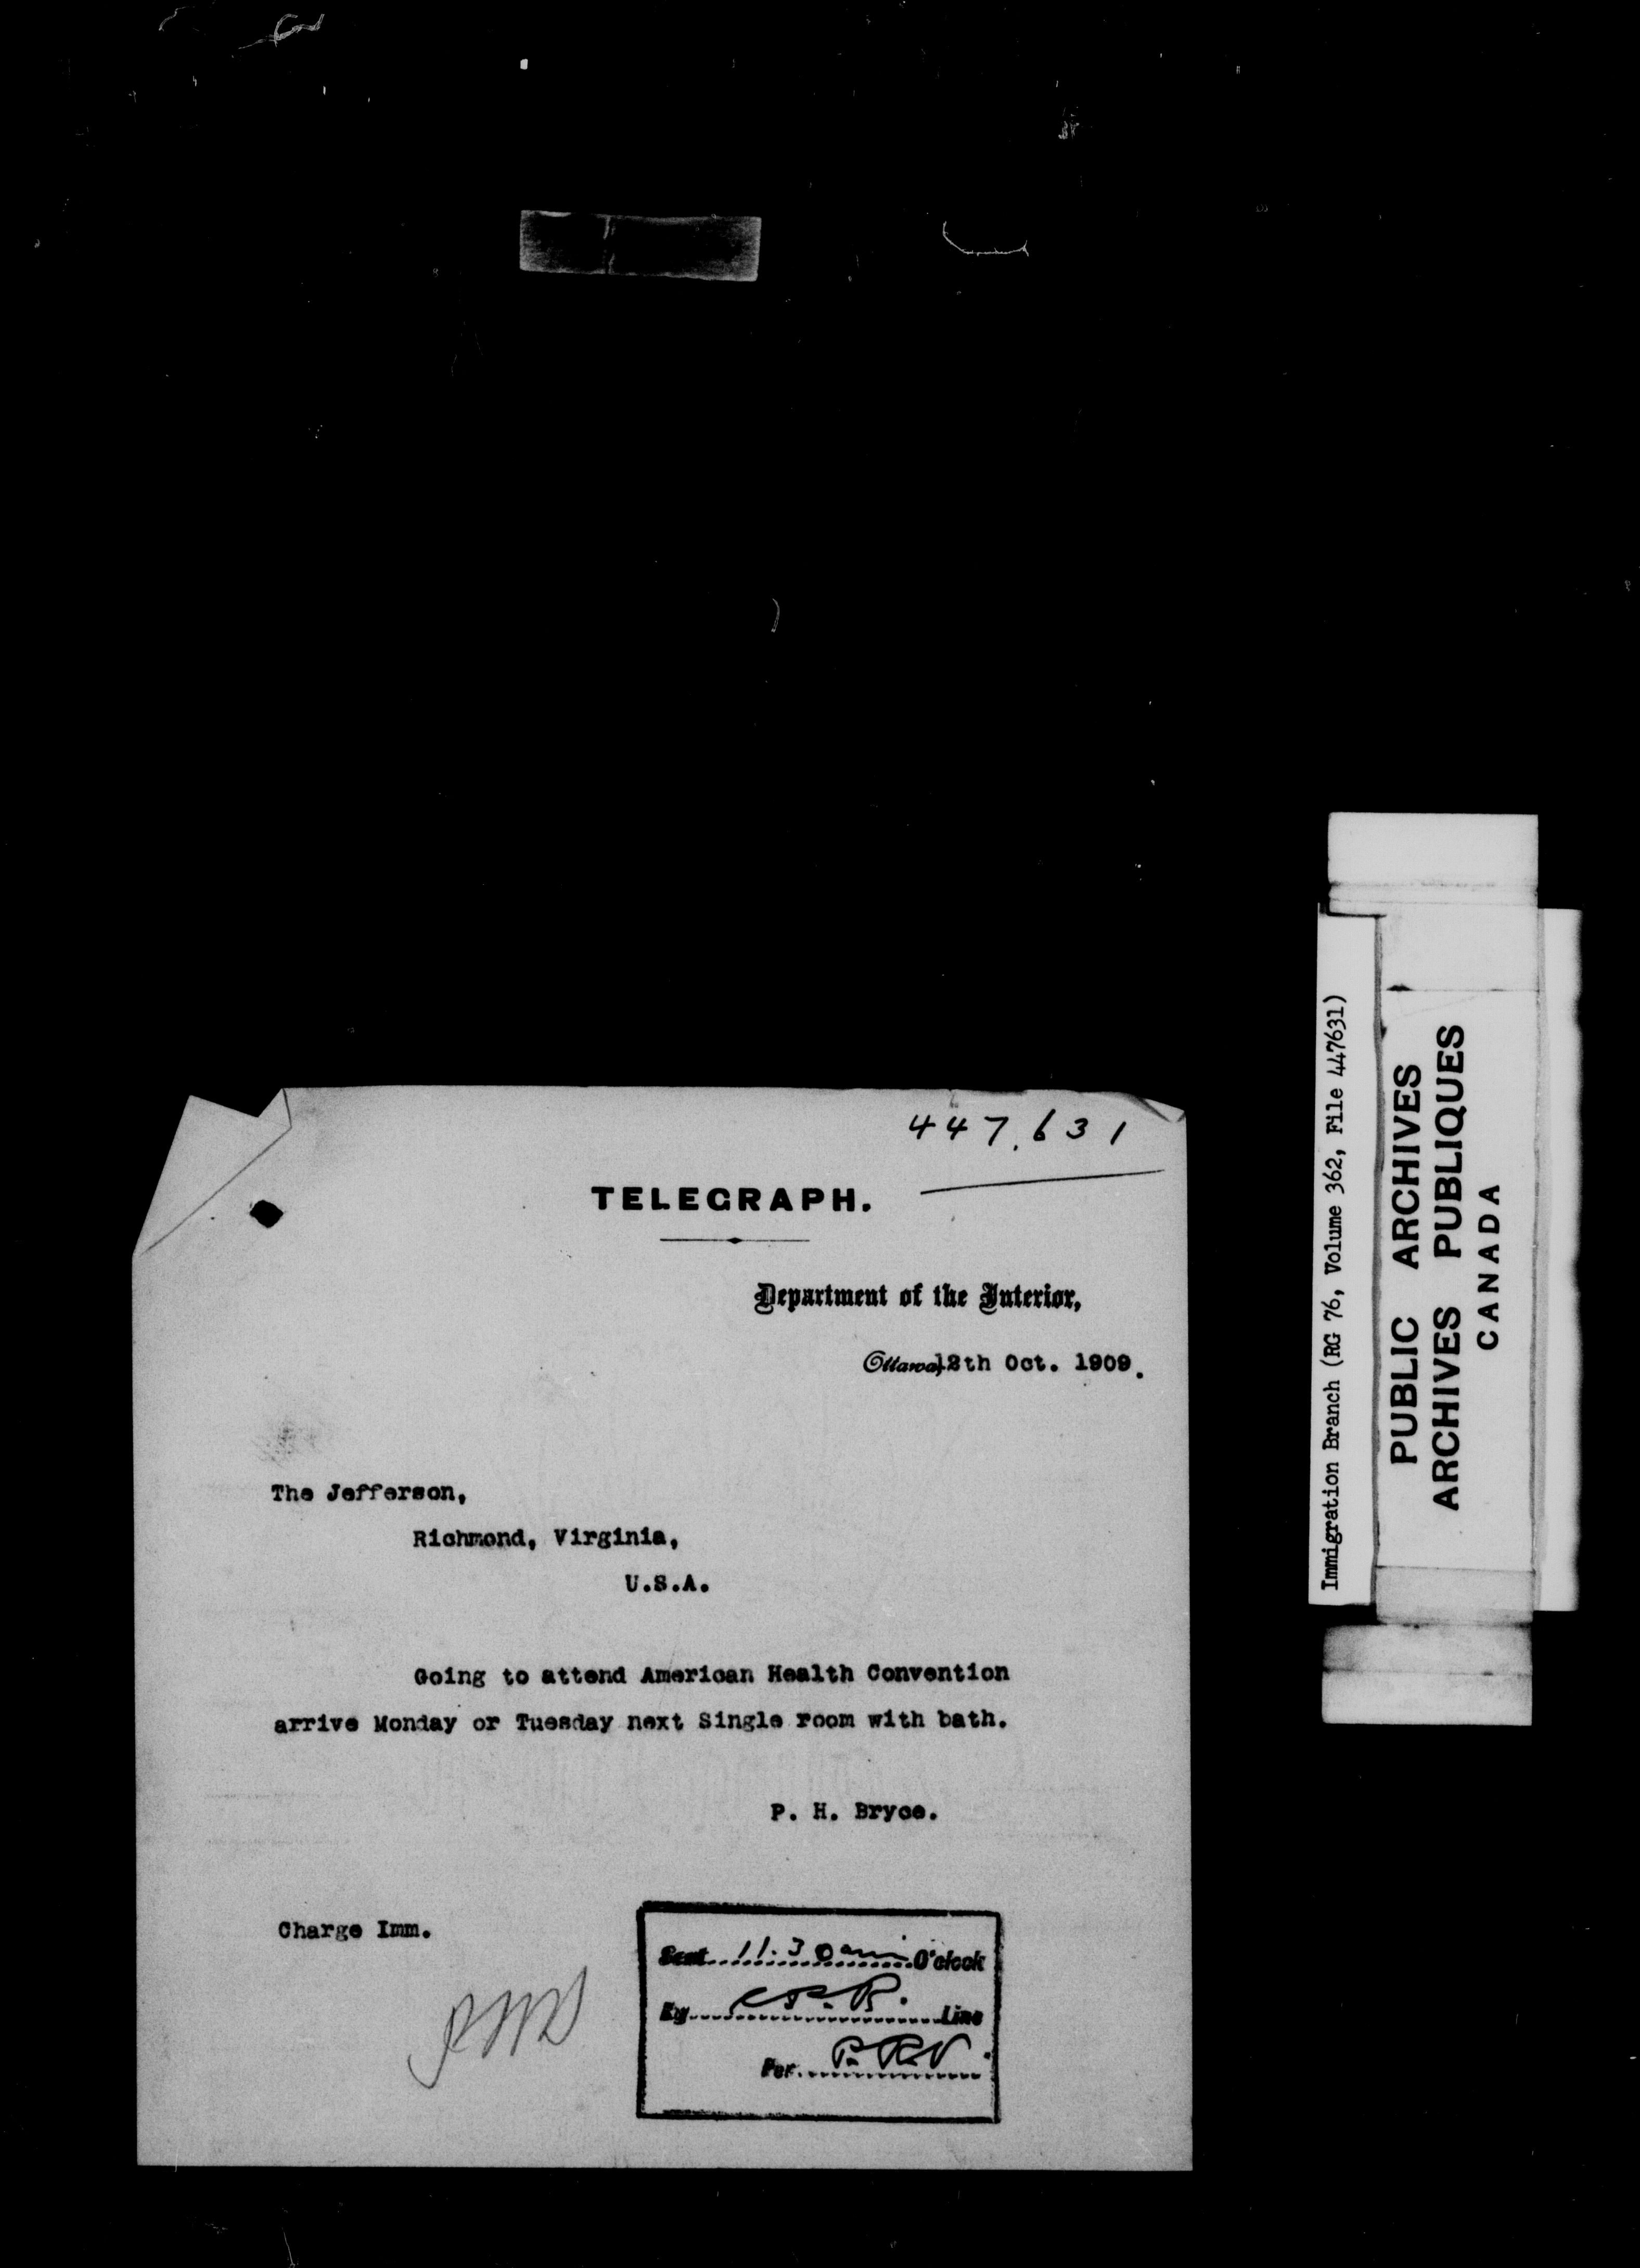 447.631
TELEGRAPH.
Department of the Interior,
Ottawa, 12th Oct. 1909.
The Jefferson,
Richmond, Virginia,
U.S.A.
Going to attend American Health Convention
arrive Monday or Tuesday next Single room with bath.
P. H. Bryce.
Charge Imm.
Sent 11.30 am O'clock
By C.P.R. Line
Per
Immigration Branch (RG 76, Volume 362, File 447631)
PUBLIC ARCHIVES
ARCHIVES PUBLIQUES
CANADA